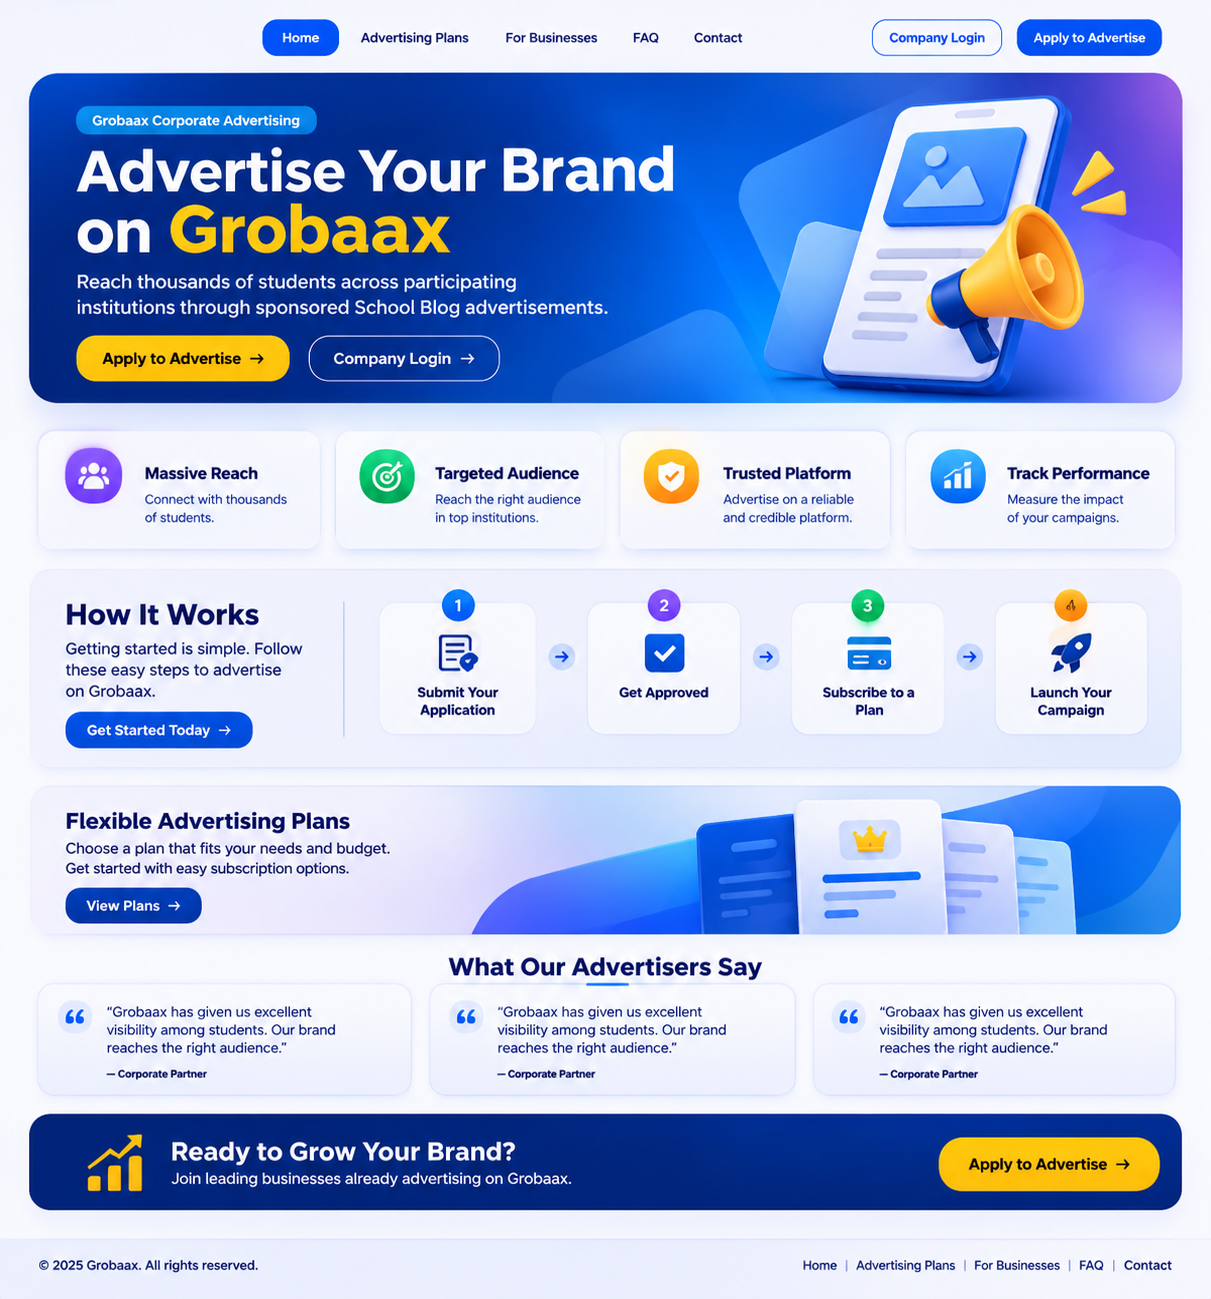 Home
Advertising Plans
For Businesses
FAQ
Contact
Company Login
Apply to Advertise
Grobaax Corporate Advertising
Advertise Your Brand
on Grobaax
Reach thousands of students across participating
institutions through sponsored School Blog advertisements.
Apply to Advertise →
Company Login →
Massive Reach
Connect with thousands
of students.
Targeted Audience
Reach the right audience
in top institutions.
Trusted Platform
Advertise on a reliable
and credible platform.
Track Performance
Measure the impact
of your campaigns.
How It Works
Getting started is simple. Follow
these easy steps to advertise
on Grobaax.
Get Started Today →
1
Submit Your
Application
2
Get Approved
3
Subscribe to a
Plan
Launch Your
Campaign
Flexible Advertising Plans
Choose a plan that fits your needs and budget.
Get started with easy subscription options.
View Plans →
What Our Advertisers Say
“Grobaax has given us excellent
visibility among students. Our brand
reaches the right audience.”
— Corporate Partner
“Grobaax has given us excellent
visibility among students. Our brand
reaches the right audience.”
— Corporate Partner
“Grobaax has given us excellent
visibility among students. Our brand
reaches the right audience.”
— Corporate Partner
Ready to Grow Your Brand?
Join leading businesses already advertising on Grobaax.
Apply to Advertise →
© 2025 Grobaax. All rights reserved.
Home | Advertising Plans | For Businesses | FAQ | Contact